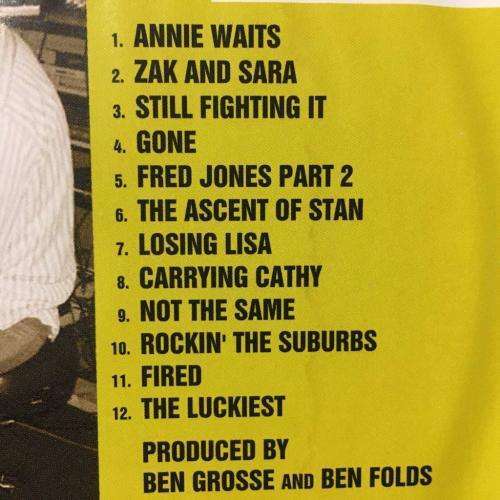 1. ANNIE WAITS
2. ZAK AND SARA
3. STILL FIGHTING IT
4. GONE
5. FRED JONES PART 2
6. THE ASCENT OF STAN
7. LOSING LISA
8. CARRYING CATHY
9. NOT THE SAME
10. ROCKIN' THE SUBURBS
11. FIRED
12. THE LUCKIEST
PRODUCED BY
BEN GROSSE AND BEN FOLDS